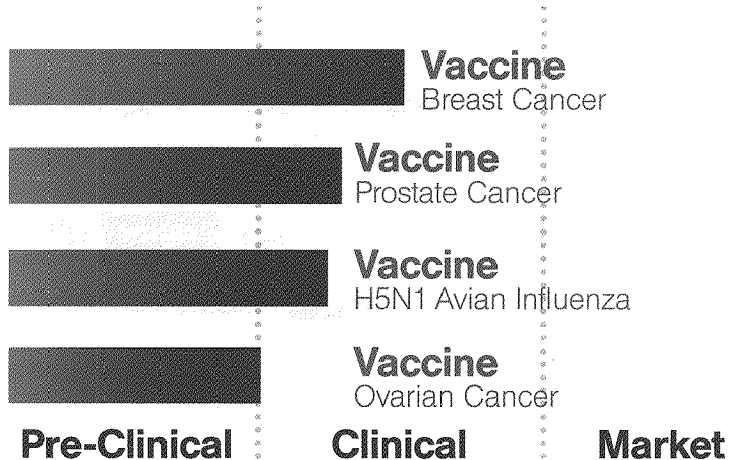 Vaccine
Breast Cancer
Vaccine
Prostate Cancer
Vaccine
H5N1 Avian Influenza
Vaccine
Ovarian Cancer
Pre-Clinical Clinical Market